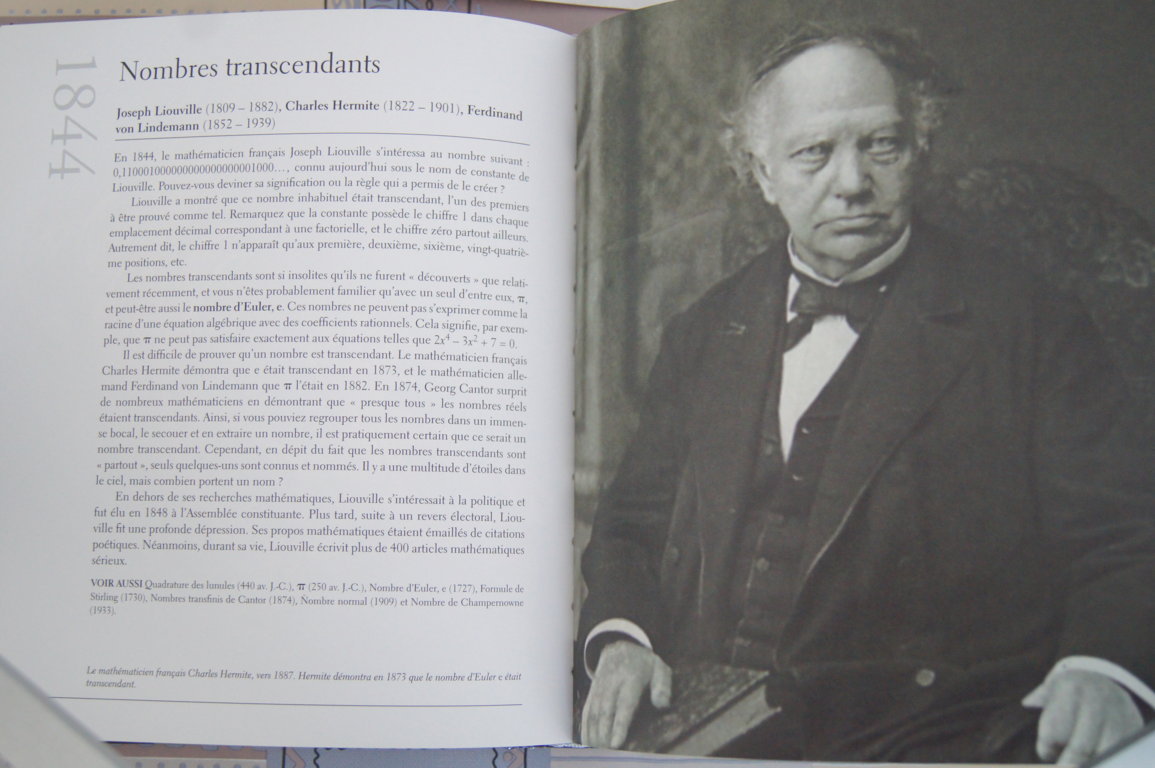 1844
Nombres transcendants
Joseph Liouville (1809 – 1882), Charles Hermite (1822 – 1901), Ferdinand
von Lindemann (1852 – 1939)
En 1844, le mathématicien français Joseph Liouville s'intéressa au nombre suivant :
0,110001000000000000000001000…, connu aujourd'hui sous le nom de constante de
Liouville. Pouvez-vous deviner sa signification ou la règle qui a permis de le créer ?
Liouville a montré que ce nombre inhabituel était transcendant, l'un des premiers
à être prouvé comme tel. Remarquez que la constante possède le chiffre 1 dans chaque
emplacement décimal correspondant à une factorielle, et le chiffre zéro partout ailleurs.
Autrement dit, le chiffre 1 n'apparaît qu'aux première, deuxième, sixième, vingt-quatriè-
me positions, etc.
Les nombres transcendants sont si insolites qu'ils ne furent « découverts » que relati-
vement récemment, et vous n'êtes probablement familier qu'avec un seul d'entre eux, π,
et peut-être aussi le nombre d'Euler, e. Ces nombres ne peuvent pas s'exprimer comme la
racine d'une équation algébrique avec des coefficients rationnels. Cela signifie, par exem-
ple, que π ne peut pas satisfaire exactement aux équations telles que 2x⁴ – 3x² + 7 = 0.
Il est difficile de prouver qu'un nombre est transcendant. Le mathématicien français
Charles Hermite démontra que e était transcendant en 1873, et le mathématicien alle-
mand Ferdinand von Lindemann que π l'était en 1882. En 1874, Georg Cantor surprit
de nombreux mathématiciens en démontrant que « presque tous » les nombres réels
étaient transcendants. Ainsi, si vous pouviez regrouper tous les nombres dans un immen-
se bocal, le secouer et en extraire un nombre, il est pratiquement certain que ce serait un
nombre transcendant. Cependant, en dépit du fait que les nombres transcendants sont
« partout », seuls quelques-uns sont connus et nommés. Il y a une multitude d'étoiles dans
le ciel, mais combien portent un nom ?
En dehors de ses recherches mathématiques, Liouville s'intéressait à la politique et
fut élu en 1848 à l'Assemblée constituante. Plus tard, suite à un revers électoral, Liou-
ville fit une profonde dépression. Ses propos mathématiques étaient émaillés de citations
poétiques. Néanmoins, durant sa vie, Liouville écrivit plus de 400 articles mathématiques
sérieux.
VOIR AUSSI Quadrature des lunules (440 av. J.-C.), π (250 av. J.-C.), Nombre d'Euler, e (1727), Formule de
Stirling (1730), Nombres transfinis de Cantor (1874), Nombre normal (1909) et Nombre de Champernowne
(1933).
Le mathématicien français Charles Hermite, vers 1887. Hermite démontra en 1873 que le nombre d'Euler e était
transcendant.